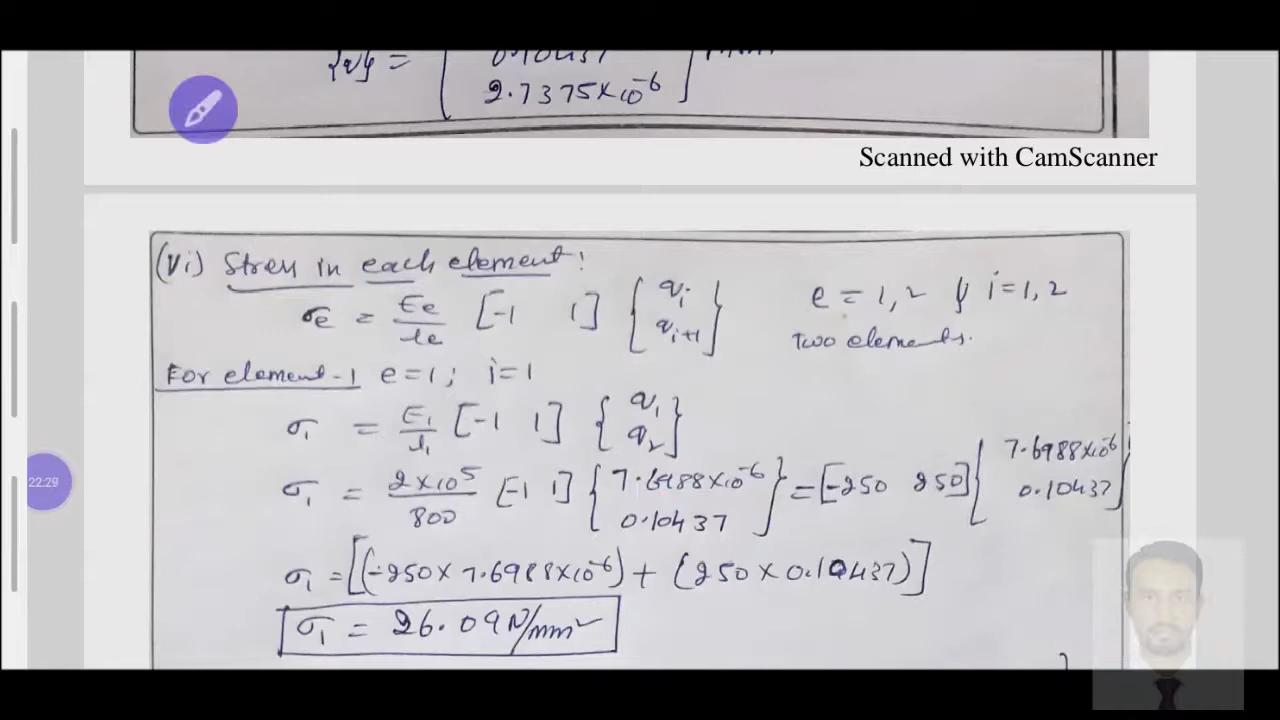 {q} =
2.7375×10⁻⁶
Scanned with CamScanner
(Vi) Stress in each element:
σe = Ee/le [-1 1] { qi qi+1 } e = 1, 2 & i = 1, 2
two elements.
For element-1 e=1; i=1
σ1 = E1/l1 [-1 1] { q1 q2 }
σ1 = 2×10⁵/800 [-1 1] { 7.6988×10⁻⁶ 0.10437 } = [-250 250] { 7.6988×10⁻⁶ 0.10437 }
22:29
σ1 = [(-250×7.6988×10⁻⁶) + (250×0.10437)]
σ1 = 26.09 N/mm²